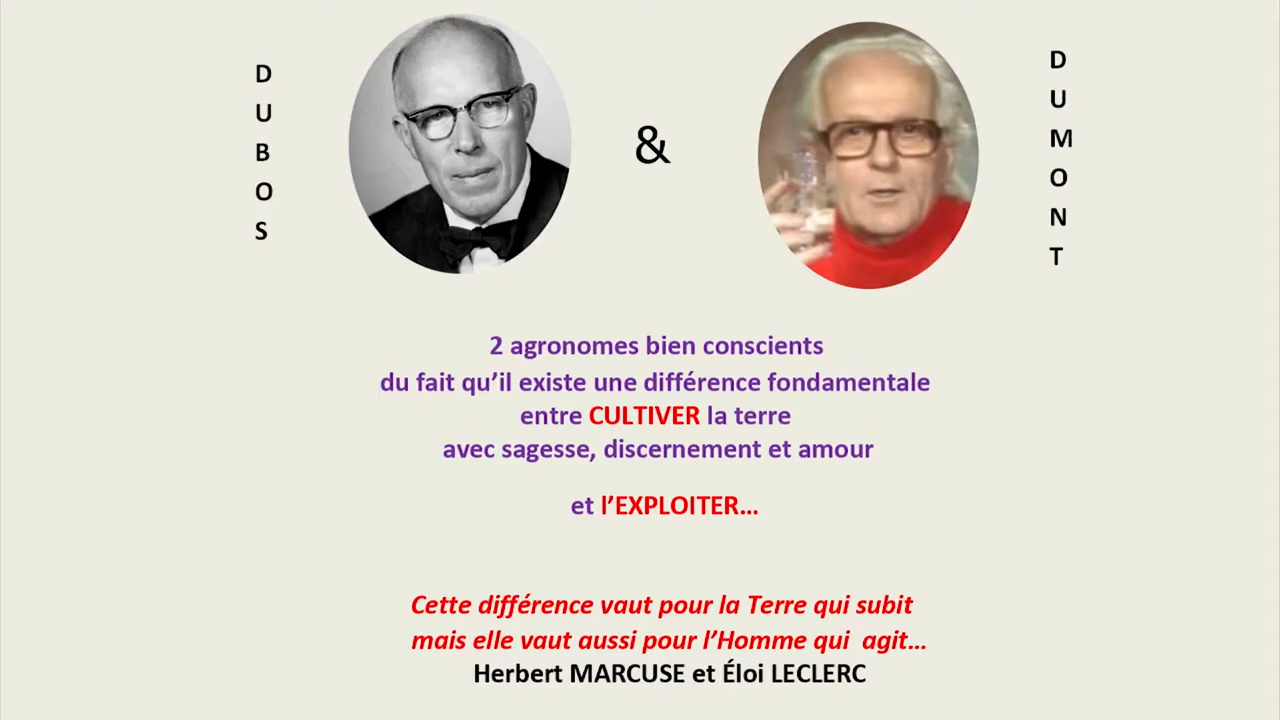 DUBOS
&
DUMONT
2 agronomes bien conscients
du fait qu’il existe une différence fondamentale
entre CULTIVER la terre
avec sagesse, discernement et amour
et l’EXPLOITER…
Cette différence vaut pour la Terre qui subit
mais elle vaut aussi pour l’Homme qui agit…
Herbert MARCUSE et Éloi LECLERC